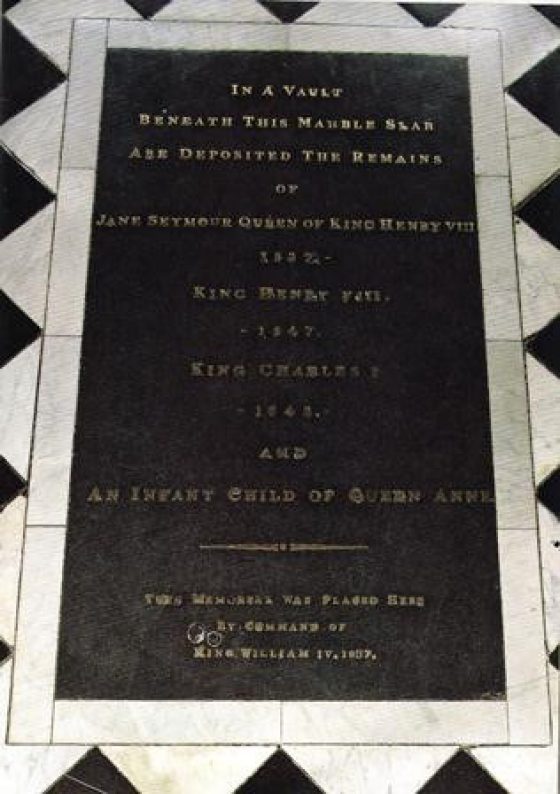 IN A VAULT
BENEATH THIS MARBLE SLAB
ARE DEPOSITED THE REMAINS
OF
JANE SEYMOUR QUEEN OF KING HENRY VIII
1537.
KING HENRY VIII.
1547.
KING CHARLES I
1648.
AND
AN INFANT CHILD OF QUEEN ANNE.
THIS MEMORIAL WAS PLACED HERE
BY COMMAND OF
KING WILLIAM IV. 1837.